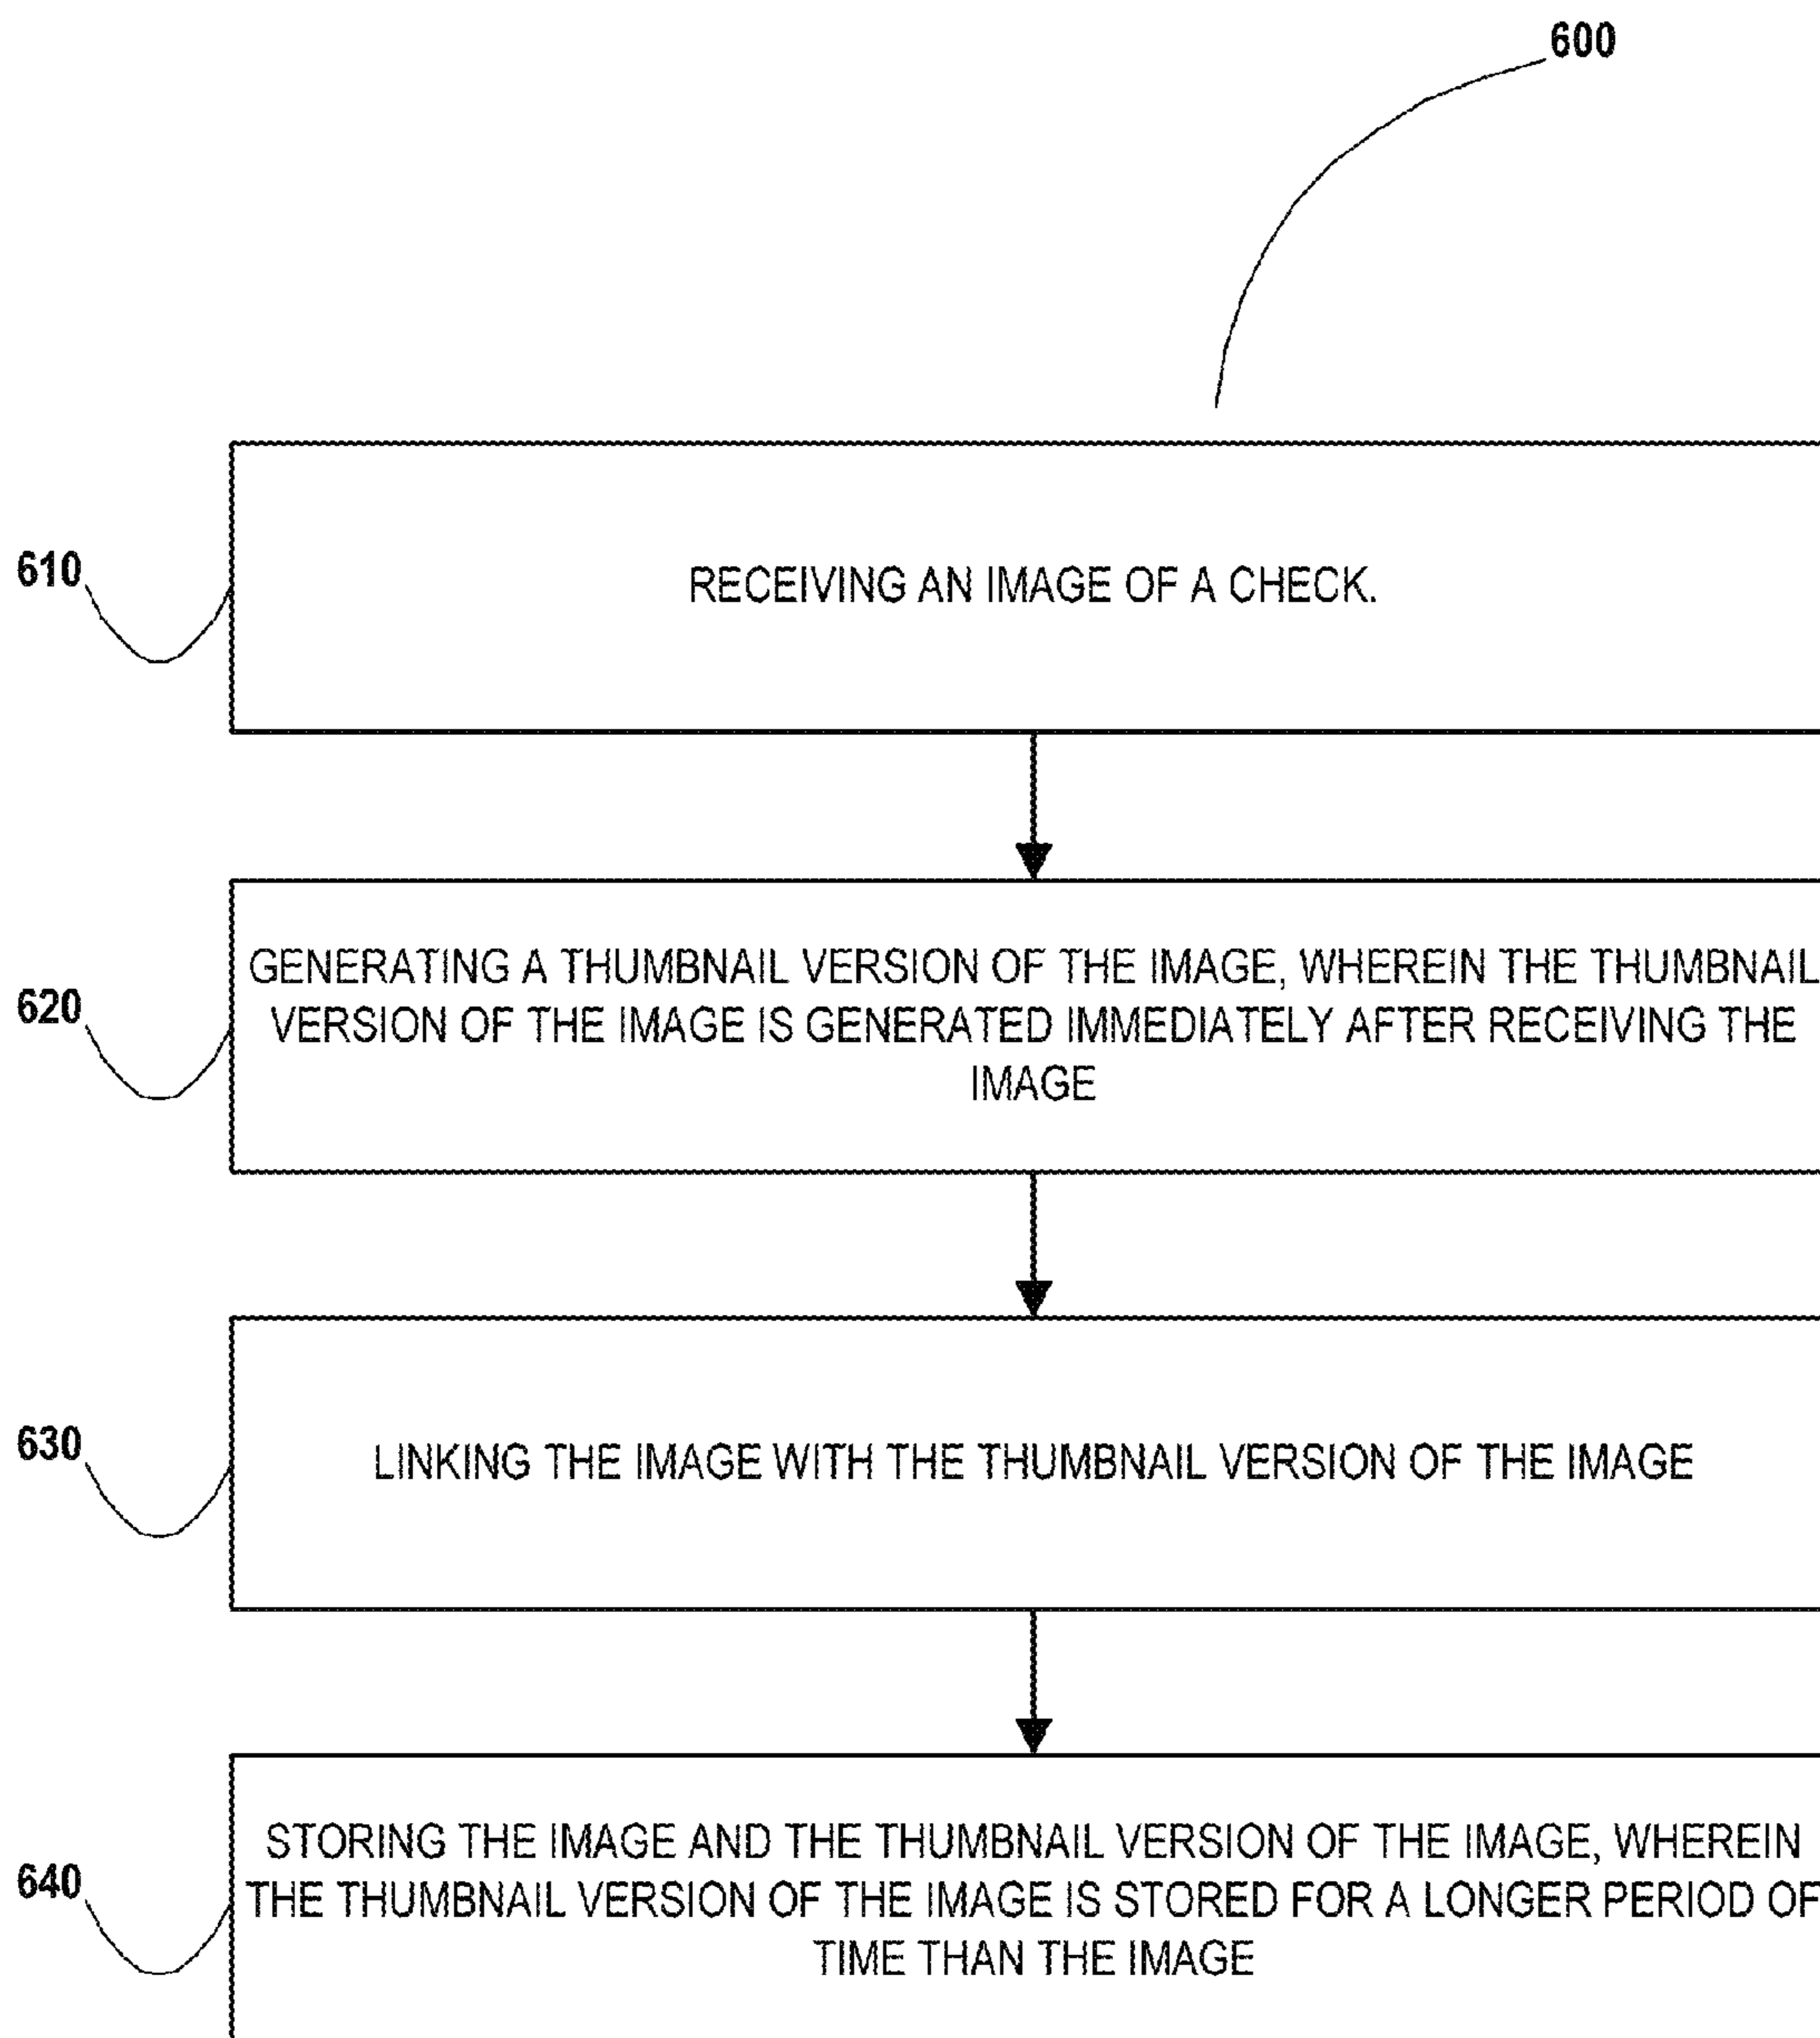 600
610
RECEIVING AN IMAGE OF A CHECK.
620
GENERATING A THUMBNAIL VERSION OF THE IMAGE, WHEREIN THE THUMBNAIL
VERSION OF THE IMAGE IS GENERATED IMMEDIATELY AFTER RECEIVING THE
IMAGE
630
LINKING THE IMAGE WITH THE THUMBNAIL VERSION OF THE IMAGE
640
STORING THE IMAGE AND THE THUMBNAIL VERSION OF THE IMAGE, WHEREIN
THE THUMBNAIL VERSION OF THE IMAGE IS STORED FOR A LONGER PERIOD OF
TIME THAN THE IMAGE